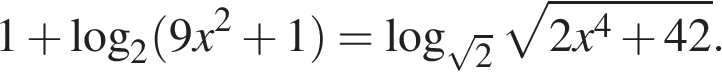 1 + log₂(9x² + 1) = log_{√2} √(2x⁴ + 42).